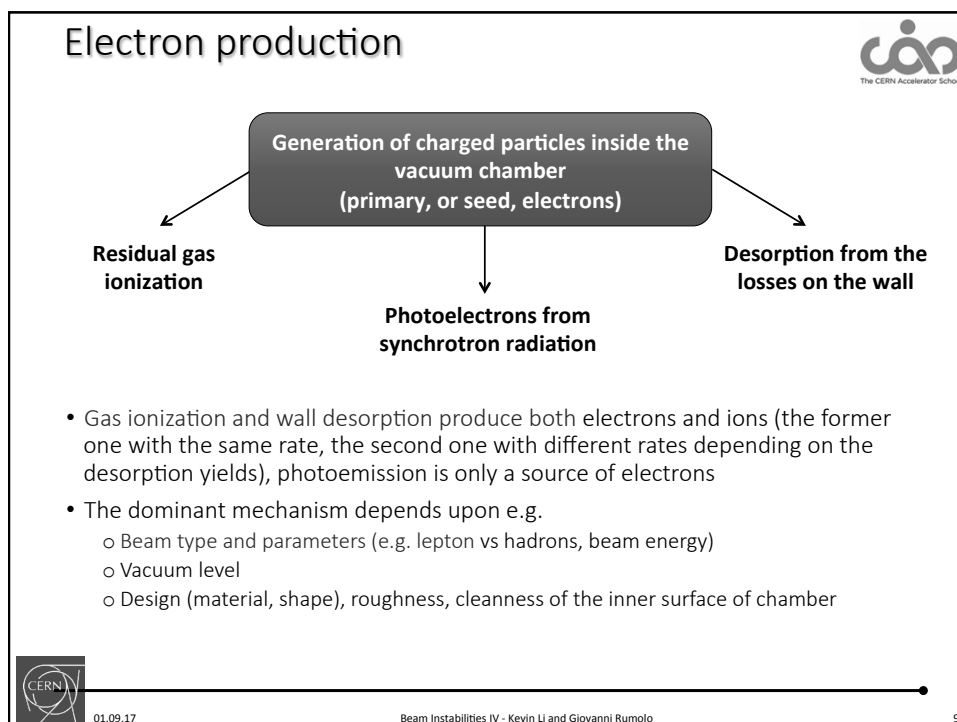 Electron production
The CERN Accelerator Schoo
Generation of charged particles inside the
vacuum chamber
(primary, or seed, electrons)
Residual gas
ionization
Desorption from the
losses on the wall
Photoelectrons from
synchrotron radiation
• Gas ionization and wall desorption produce both electrons and ions (the former
one with the same rate, the second one with different rates depending on the
desorption yields), photoemission is only a source of electrons
• The dominant mechanism depends upon e.g.
o Beam type and parameters (e.g. lepton vs hadrons, beam energy)
o Vacuum level
o Design (material, shape), roughness, cleanness of the inner surface of chamber
CERN
01.09.17 Beam Instabilities IV - Kevin Li and Giovanni Rumolo 9